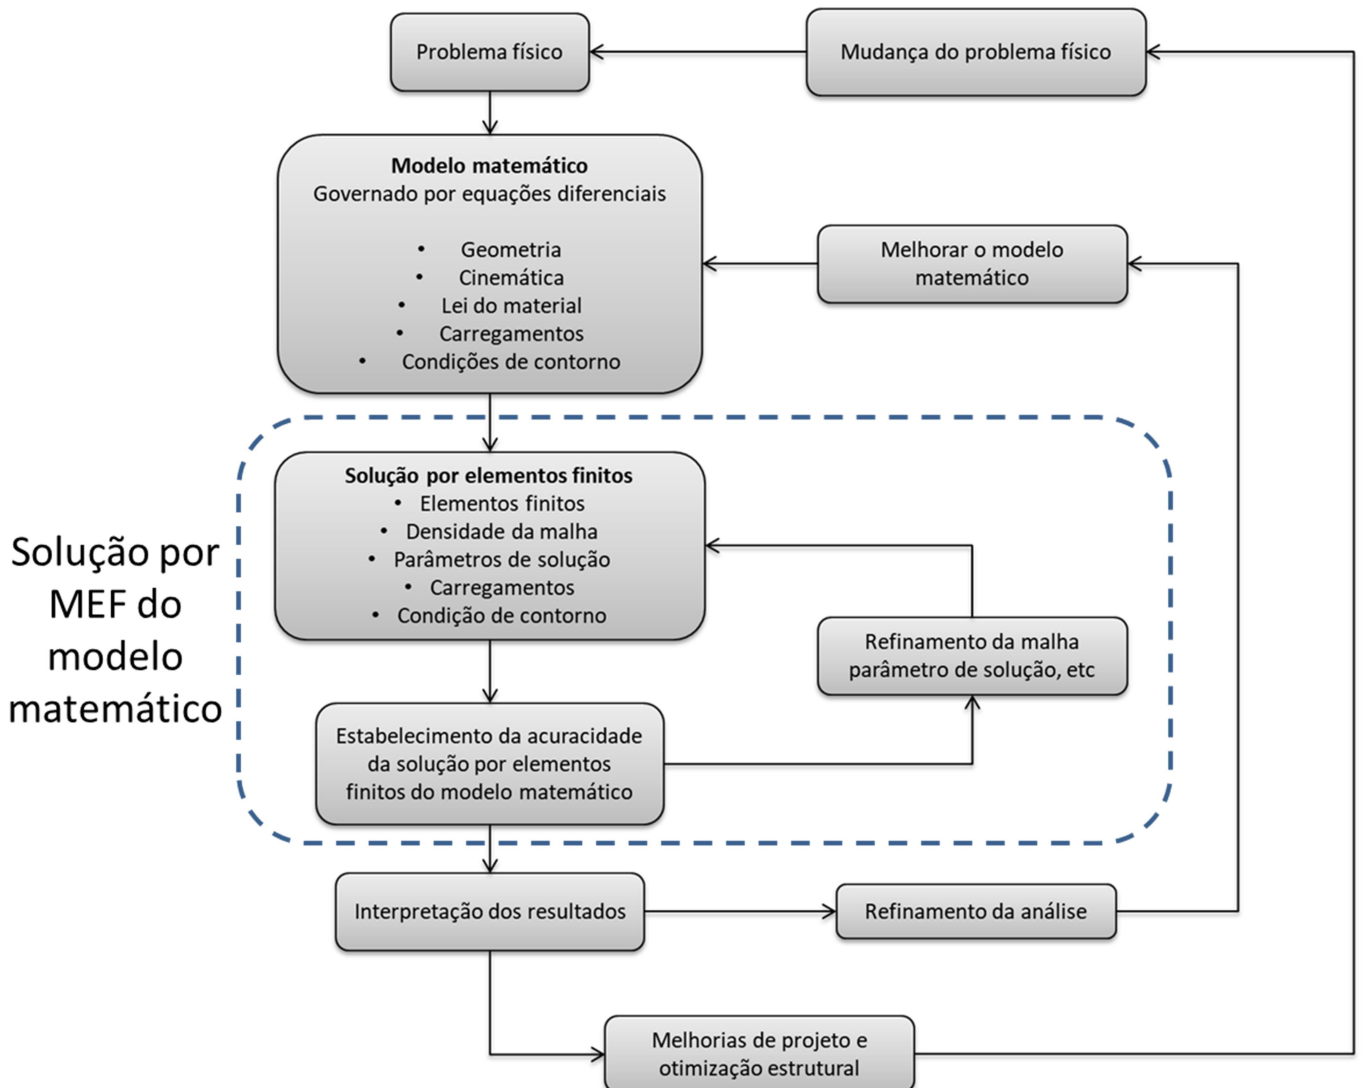 Problema físico
Mudança do problema físico
Modelo matemático
Governado por equações diferenciais
• Geometria
• Cinemática
• Lei do material
• Carregamentos
• Condições de contorno
Melhorar o modelo
matemático
Solução por
MEF do
modelo
matemático
Solução por elementos finitos
• Elementos finitos
• Densidade da malha
• Parâmetros de solução
• Carregamentos
• Condição de contorno
Refinamento da malha
parâmetro de solução, etc
Estabelecimento da acuracidade
da solução por elementos
finitos do modelo matemático
Interpretação dos resultados
Refinamento da análise
Melhorias de projeto e
otimização estrutural